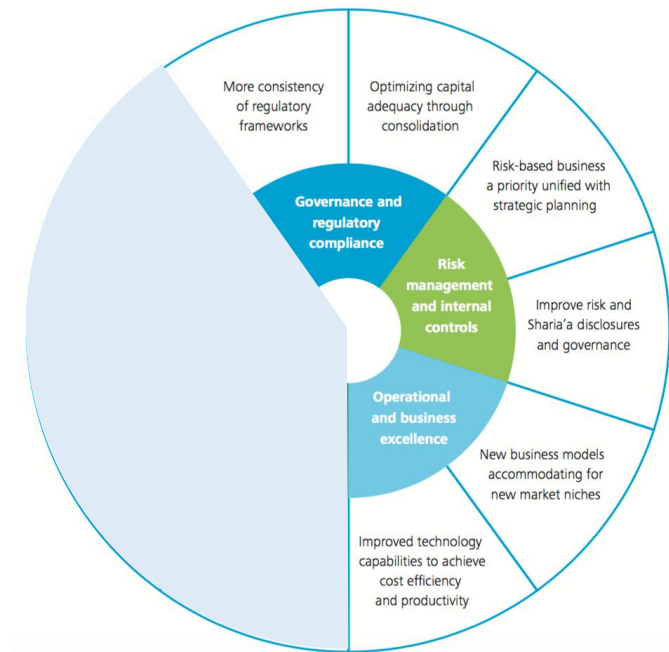 More consistency
of regulatory
frameworks
Optimizing capital
adequacy through
consolidation
Risk-based business
a priority unified with
strategic planning
Improve risk and
Sharia'a disclosures
and governance
New business models
accommodating for
new market niches
Improved technology
capabilities to achieve
cost efficiency
and productivity
Governance and
regulatory
compliance
Risk
management
and internal
controls
Operational
and business
excellence